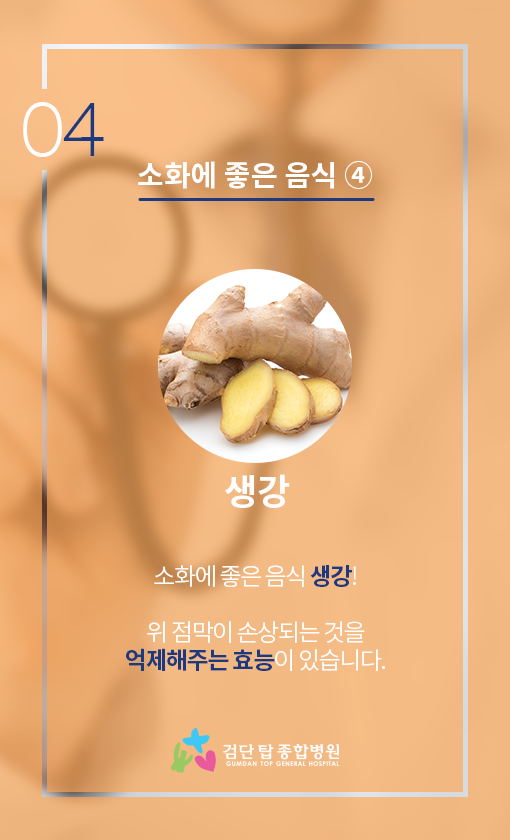 04
소화에 좋은 음식 ④
생강
소화에 좋은 음식 생강!
위 점막이 손상되는 것을
억제해주는 효능이 있습니다.
검단 탑 종합병원
GUMDAN TOP GENERAL HOSPITAL